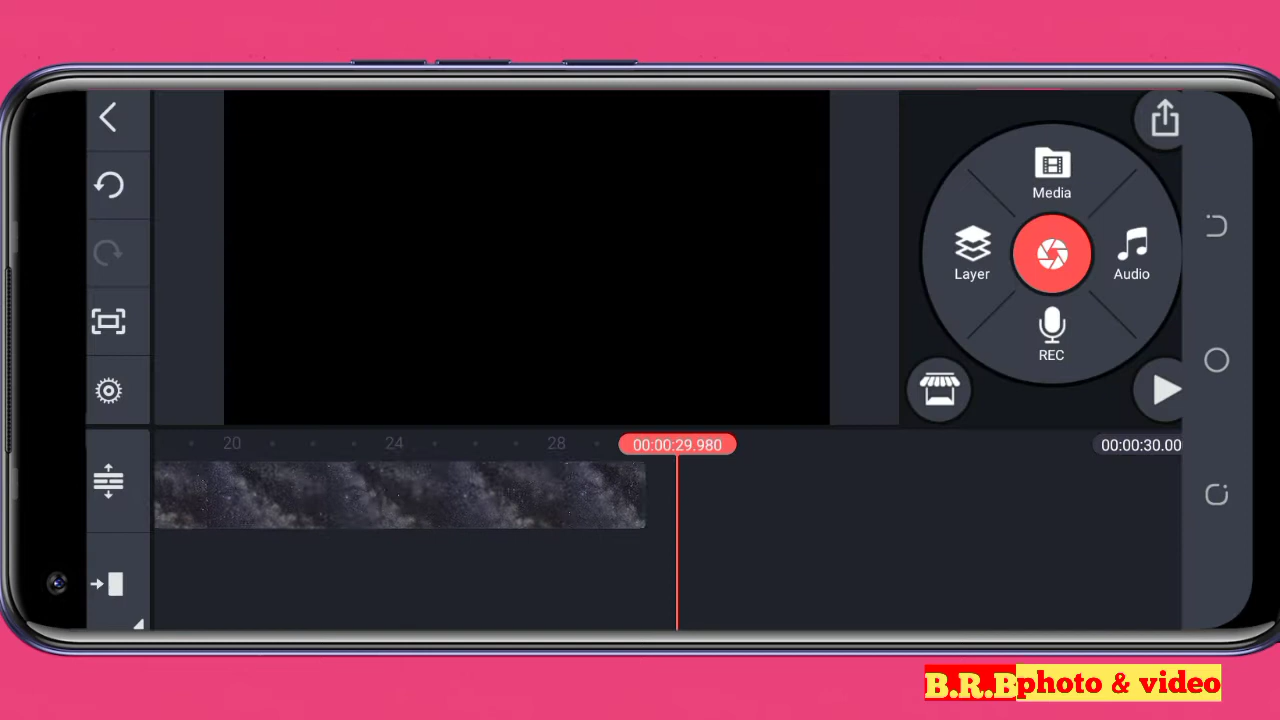 Media
Layer
Audio
REC
20
24
28
00:00:29.980
00:00:30.00
B.R.Bphoto & video